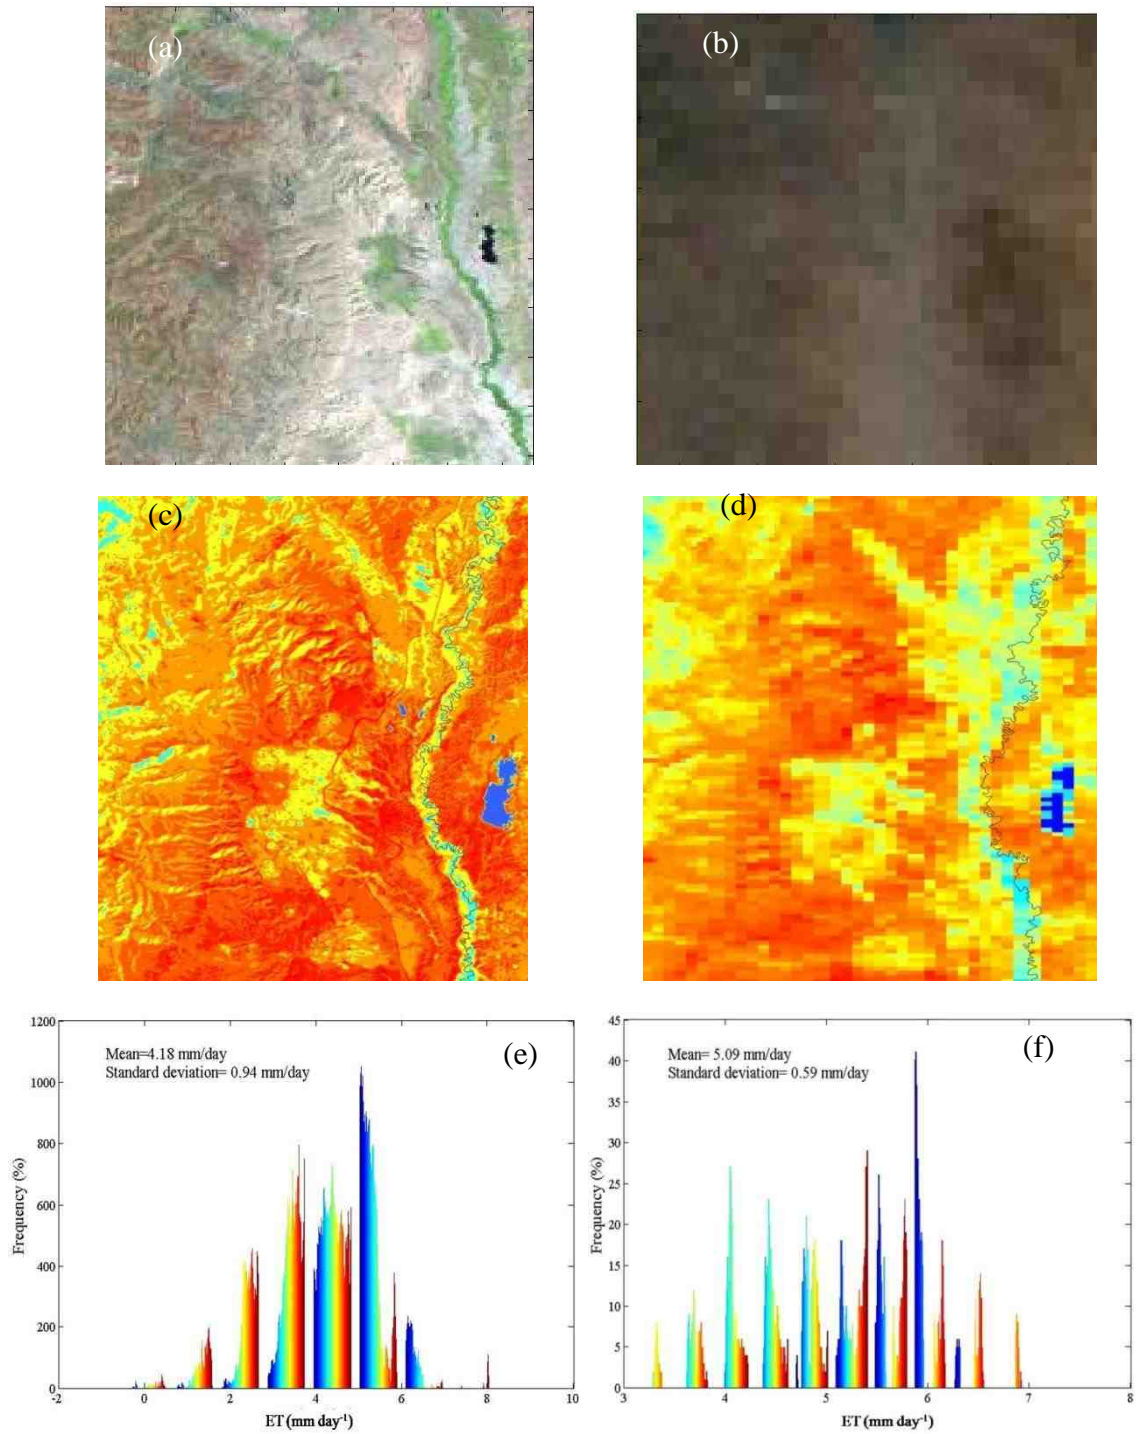 (a)
(b)
(c)
(d)
1200
1000
800
600
400
200
0
Frequency (%)
Mean=4.18 mm/day
Standard deviation= 0.94 mm/day
(e)
-2
0
2
4
6
8
10
ET (mm day-1)
45
40
35
30
25
20
15
10
5
0
Frequency (%)
Mean= 5.09 mm/day
Standard deviation= 0.59 mm/day
(f)
3
4
5
6
7
8
ET (mm day-1)